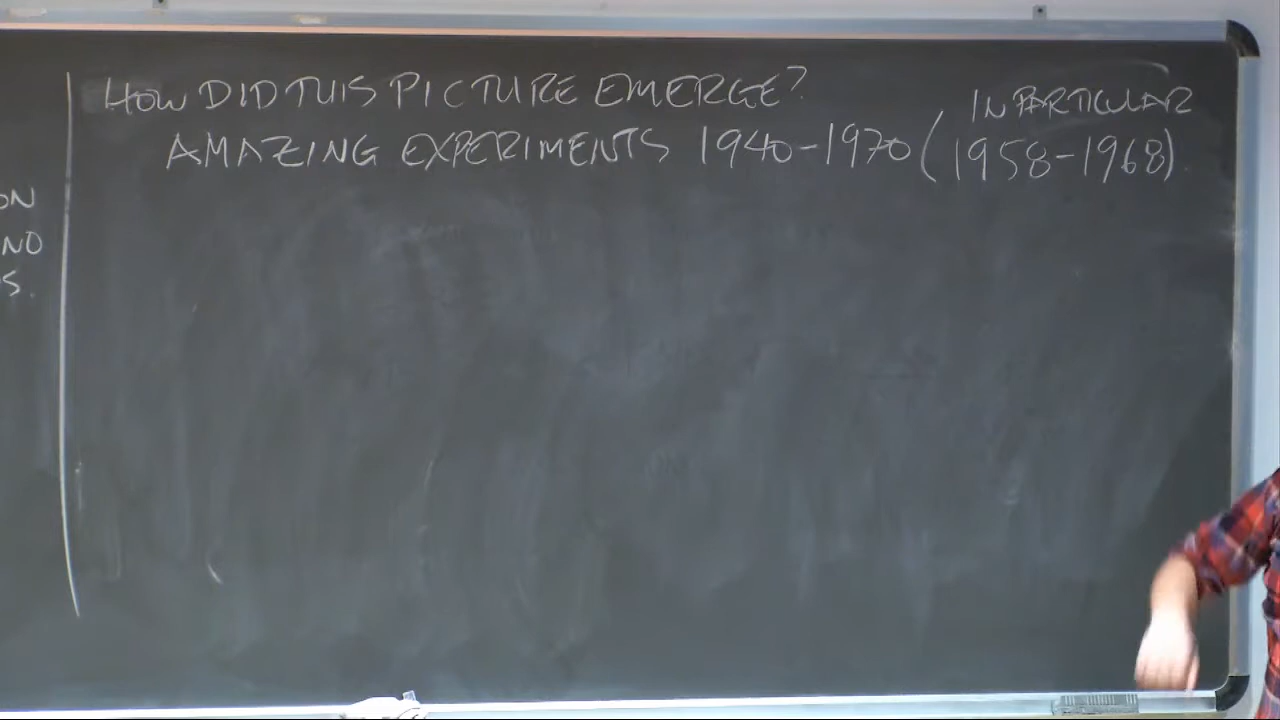 ON
NO
S.
HOW DID THIS PICTURE EMERGE?
AMAZING EXPERIMENTS 1940-1970 (IN PARTICULAR
1958-1968)